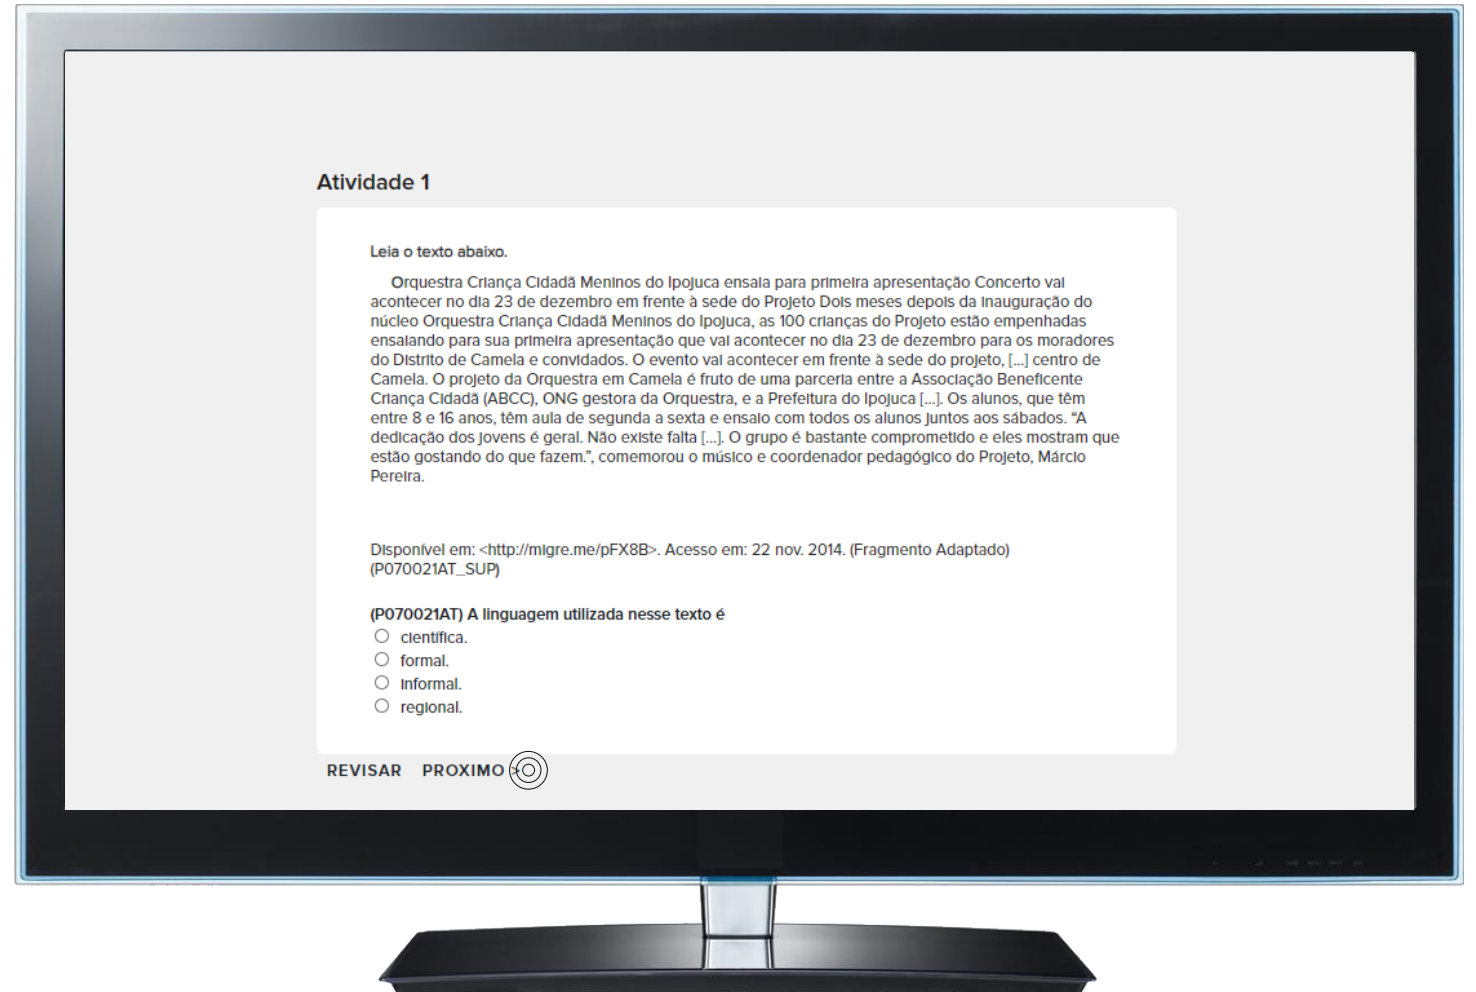 Atividade 1
Leia o texto abaixo.
Orquestra Criança Cidadã Meninos do Ipojuca ensaia para primeira apresentação Concerto vai
acontecer no dia 23 de dezembro em frente à sede do Projeto Dois meses depois da inauguração do
núcleo Orquestra Criança Cidadã Meninos do Ipojuca, as 100 crianças do Projeto estão empenhadas
ensaiando para sua primeira apresentação que vai acontecer no dia 23 de dezembro para os moradores
do Distrito de Camela e convidados. O evento vai acontecer em frente à sede do projeto, [...] centro de
Camela. O projeto da Orquestra em Camela é fruto de uma parceria entre a Associação Beneficente
Criança Cidadã (ABCC), ONG gestora da Orquestra, e a Prefeitura do Ipojuca [...]. Os alunos, que têm
entre 8 e 16 anos, têm aula de segunda a sexta e ensaio com todos os alunos juntos aos sábados. “A
dedicação dos jovens é geral. Não existe falta [...]. O grupo é bastante comprometido e eles mostram que
estão gostando do que fazem.”, comemorou o músico e coordenador pedagógico do Projeto, Márcio
Pereira.
Disponível em: <http://migre.me/pFX8B>. Acesso em: 22 nov. 2014. (Fragmento Adaptado)
(P070021AT_SUP)
(P070021AT) A linguagem utilizada nesse texto é
científica.
formal.
informal.
regional.
REVISAR PROXIMO >